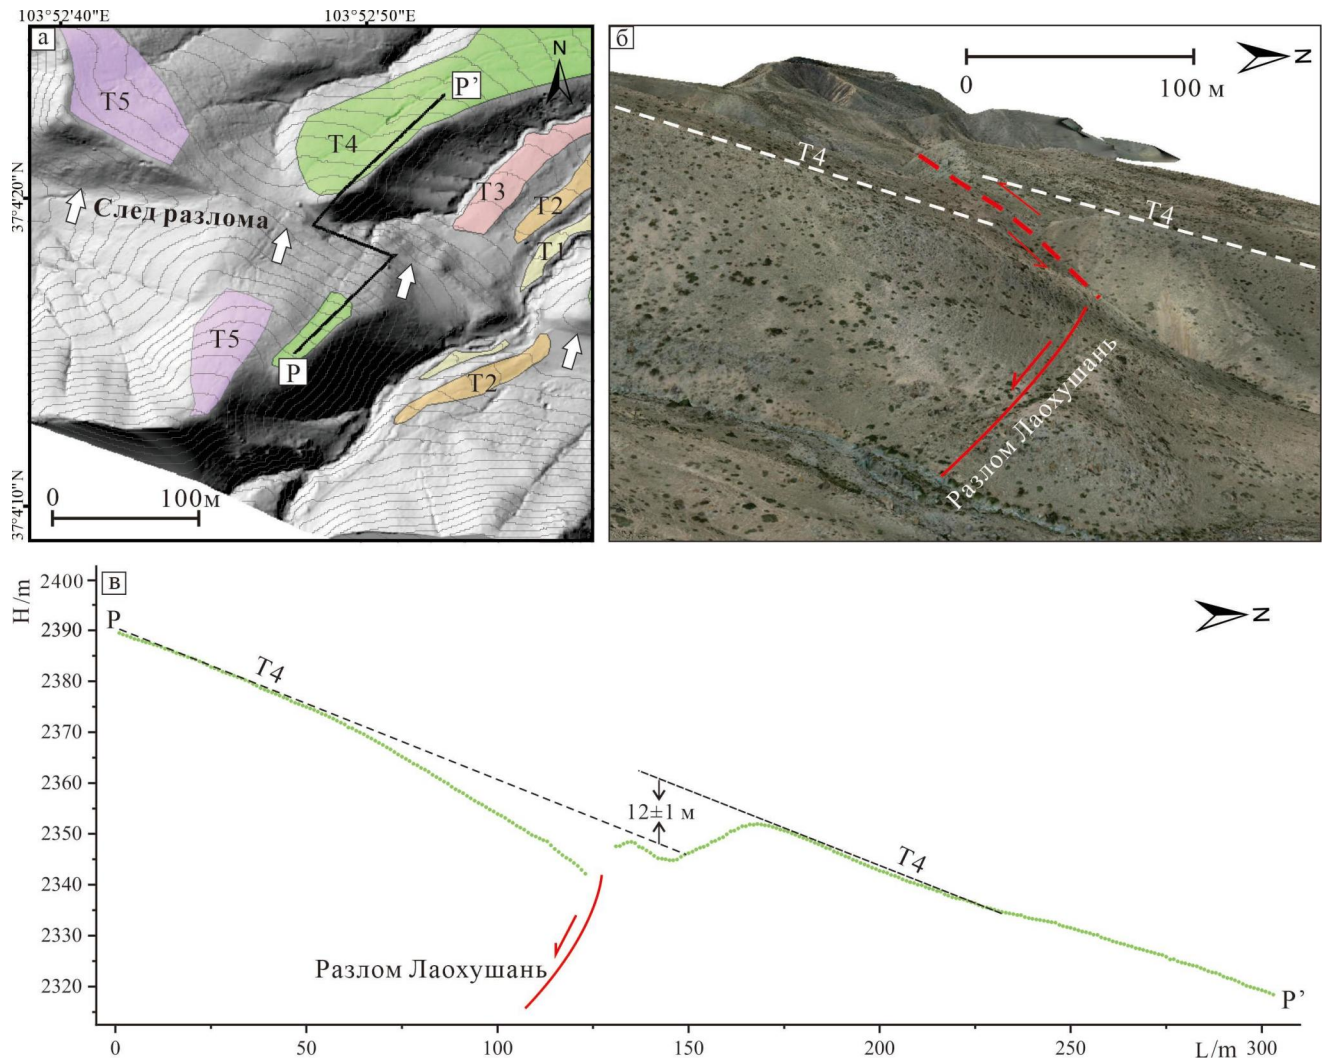 103°52'40"E
103°52'50"E
а
N
P'
T5
T4
T3
T2
T1
37°4'20"N
След разлома
T5
P
T2
37°4'10"N
0
100м
б
0
100 м
N
T4
T4
Разлом Лаохушань
в
H/m
2400
2390
2380
2370
2360
2350
2340
2330
2320
P
T4
12±1 м
T4
N
Разлом Лаохушань
P'
0
50
100
150
200
250
300
L/m